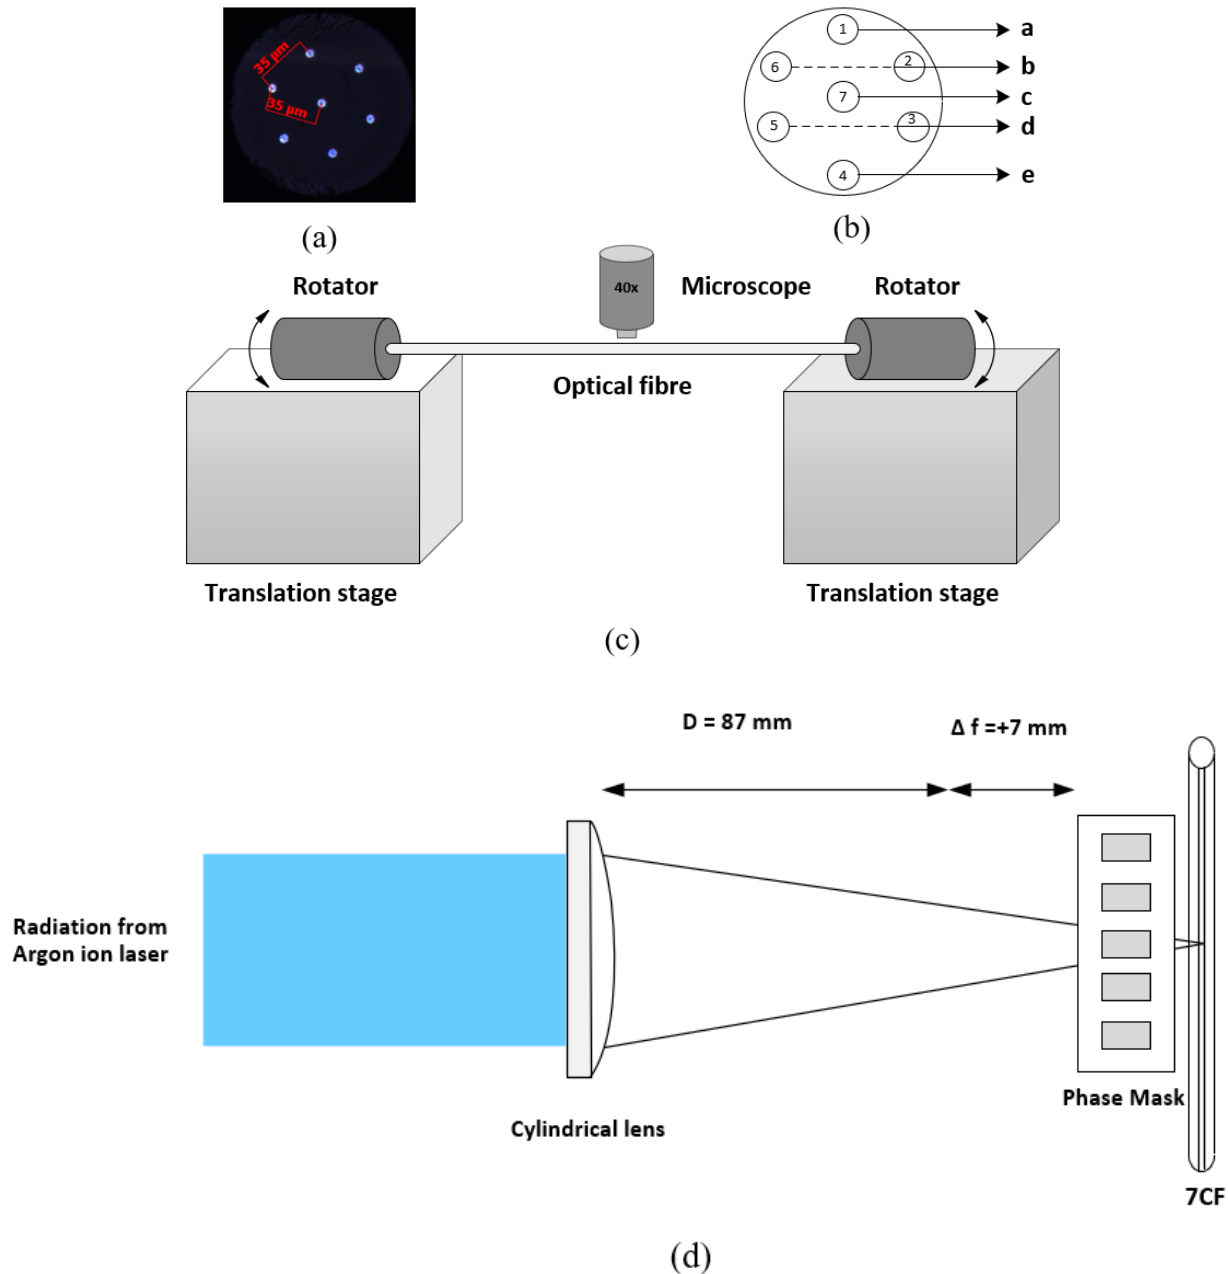 35 µm
35 µm
(a)
1
2
3
4
5
6
7
a
b
c
d
e
(b)
Rotator
40x
Microscope
Rotator
Optical fibre
Translation stage
Translation stage
(c)
D = 87 mm
Δ f =+7 mm
Radiation from
Argon ion laser
Cylindrical lens
Phase Mask
7CF
(d)